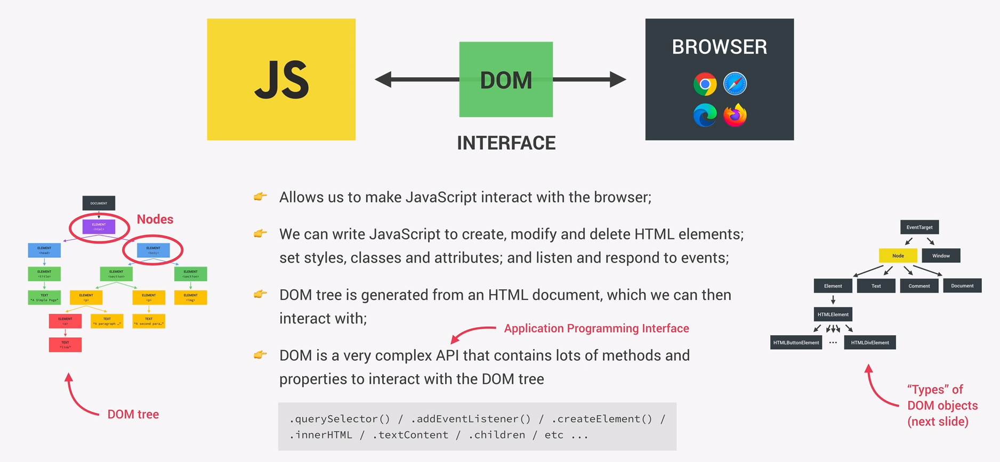 JS
DOM
BROWSER
INTERFACE
👉 Allows us to make JavaScript interact with the browser;
👉 We can write JavaScript to create, modify and delete HTML elements;
set styles, classes and attributes; and listen and respond to events;
👉 DOM tree is generated from an HTML document, which we can then
interact with;
Application Programming Interface
👉 DOM is a very complex API that contains lots of methods and
properties to interact with the DOM tree
.querySelector() / .addEventListener() / .createElement() /
.innerHTML / .textContent / .children / etc ...
DOCUMENT
Nodes
ELEMENT
<html>
ELEMENT
<head>
ELEMENT
<body>
ELEMENT
<title>
ELEMENT
<section>
ELEMENT
<section>
TEXT
"A Simple Page"
ELEMENT
<p>
ELEMENT
<p>
ELEMENT
<img>
ELEMENT
<a>
TEXT
"A paragraph …"
TEXT
"A second para…"
TEXT
"link"
DOM tree
EventTarget
Node
Window
Element
Text
Comment
Document
HTMLElement
HTMLButtonElement
...
HTMLDivElement
“Types” of
DOM objects
(next slide)